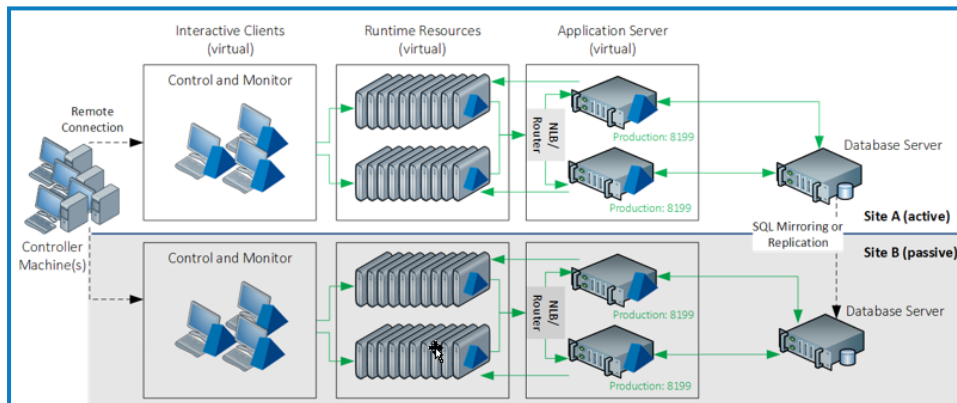 Interactive Clients
(virtual)
Runtime Resources
(virtual)
Application Server
(virtual)
Control and Monitor
Remote
Connection
NLB/
Router
Production: 8199
Production: 8199
Database Server
Controller
Machine(s)
Site A (active)
SQL Mirroring or
Replication
Site B (passive)
Control and Monitor
NLB/
Router
Production: 8199
Production: 8199
Database Server